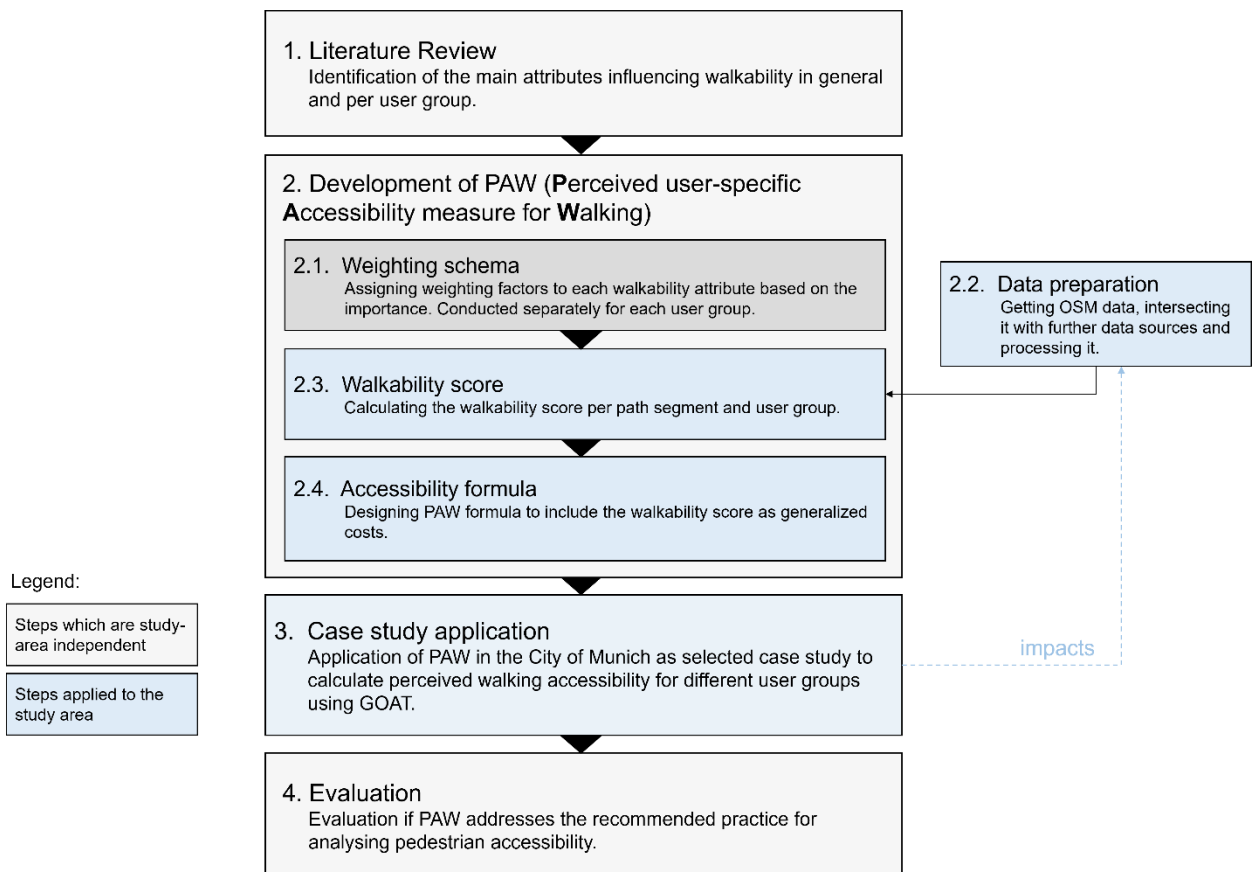 1. Literature Review
Identification of the main attributes influencing walkability in general
and per user group.
2. Development of PAW (Perceived user-specific
Accessibility measure for Walking)
2.1. Weighting schema
Assigning weighting factors to each walkability attribute based on the
importance. Conducted separately for each user group.
2.2. Data preparation
Getting OSM data, intersecting
it with further data sources and
processing it.
2.3. Walkability score
Calculating the walkability score per path segment and user group.
2.4. Accessibility formula
Designing PAW formula to include the walkability score as generalized
costs.
Legend:
Steps which are study-
area independent
Steps applied to the
study area
3. Case study application
Application of PAW in the City of Munich as selected case study to
calculate perceived walking accessibility for different user groups
using GOAT.
impacts
4. Evaluation
Evaluation if PAW addresses the recommended practice for
analysing pedestrian accessibility.